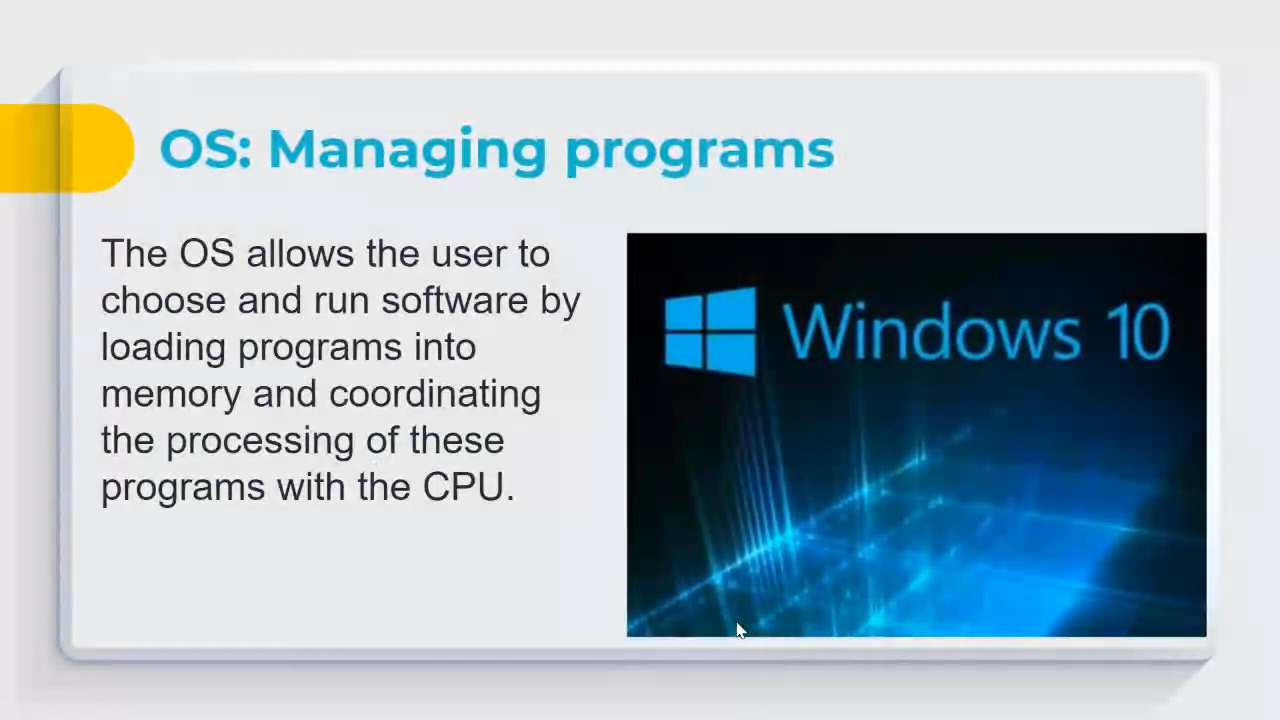 OS: Managing programs
The OS allows the user to
choose and run software by
loading programs into
memory and coordinating
the processing of these
programs with the CPU.
Windows 10